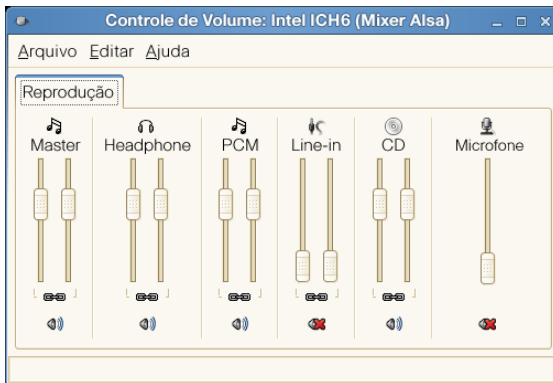 Controle de Volume: Intel ICH6 (Mixer Alsa)
Arquivo Editar Ajuda
Reprodução
Master Headphone PCM Line-in CD Microfone